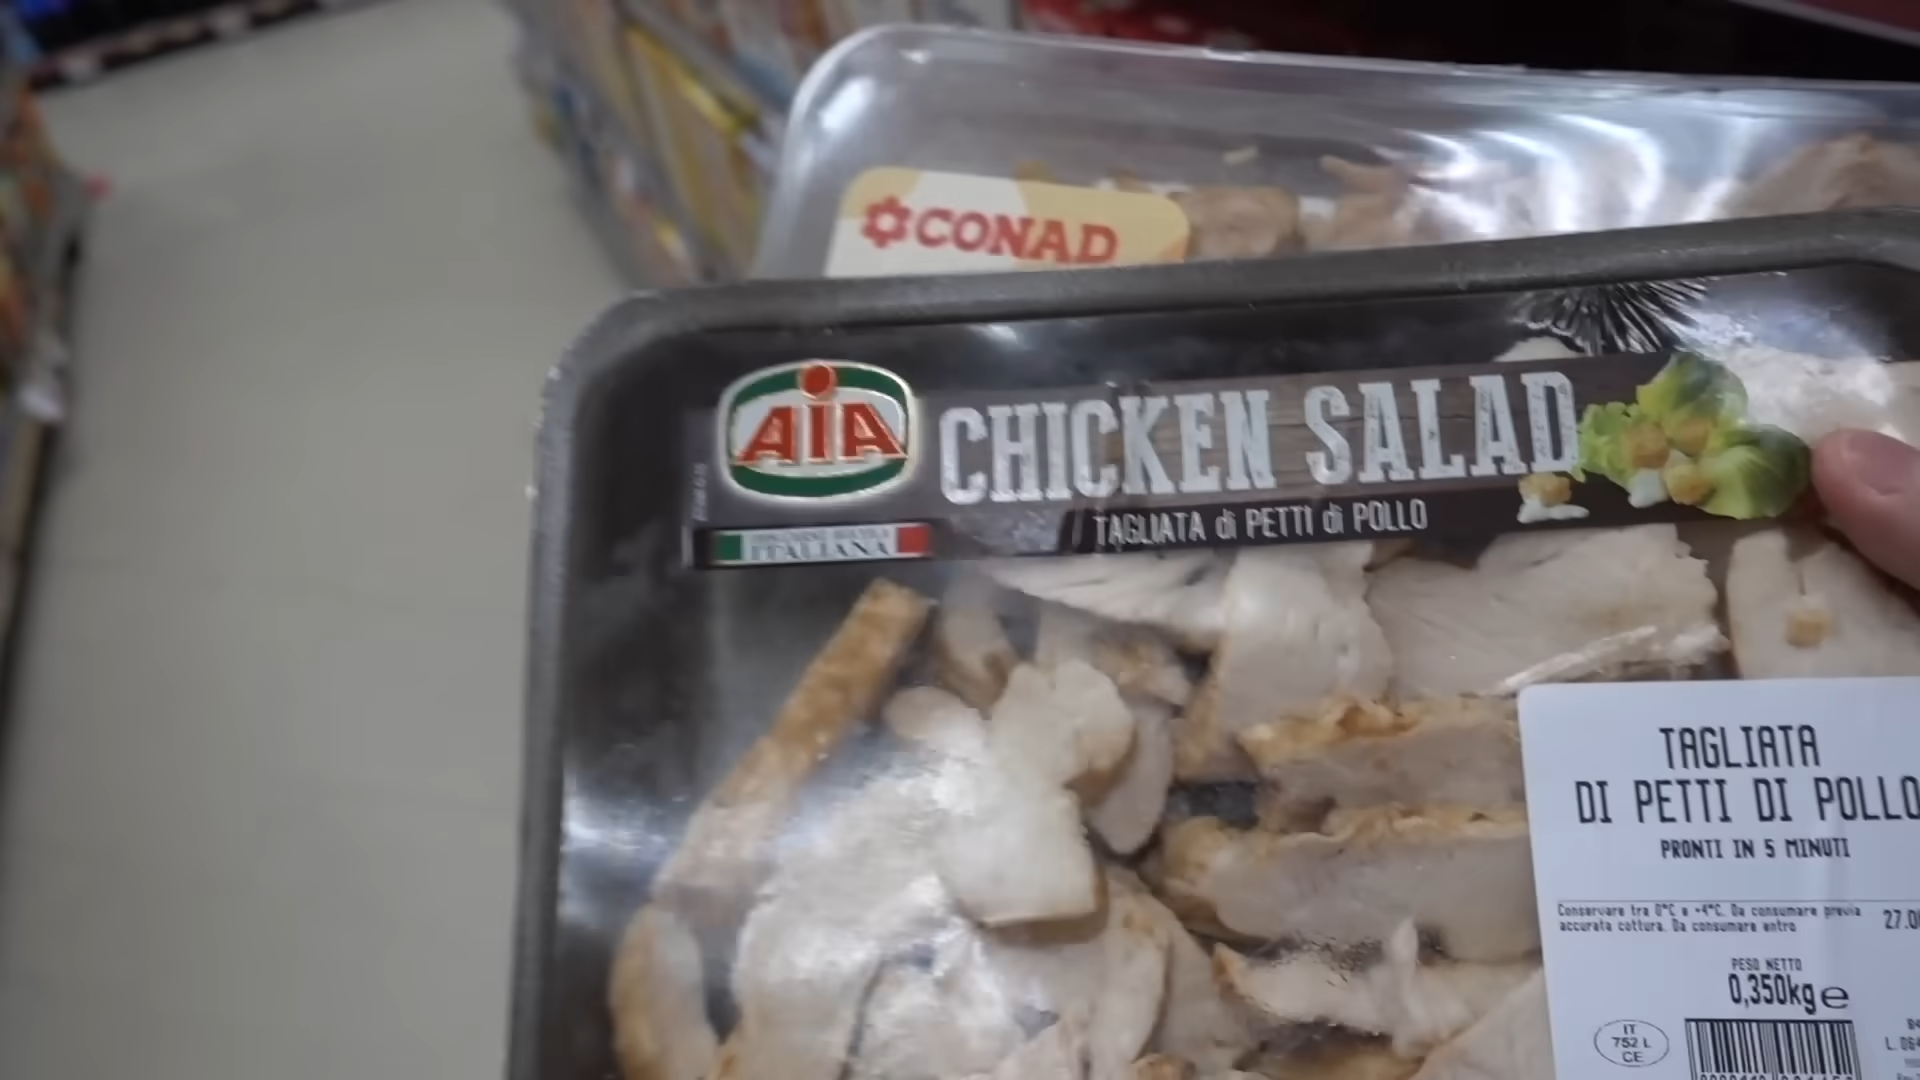 CONAD
AIA
CHICKEN SALAD
TAGLIATA di PETTI di POLLO
ITALIANA
TAGLIATA
DI PETTI DI POLLO
PRONTI IN 5 MINUTI
Conservare tra 0°C e +4°C. Da consumare previa
accurata cottura. Da consumare entro
27.0
PESO NETTO
0,350kg e
IT
752 L
CE